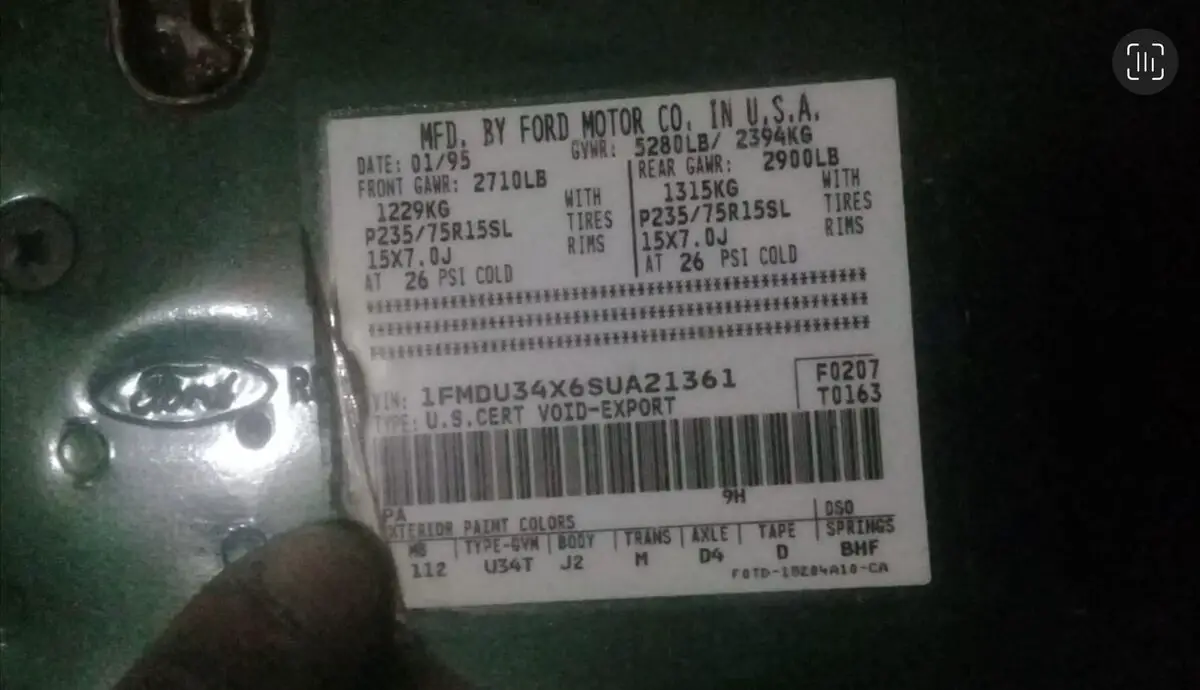 MFD. BY FORD MOTOR CO. IN U.S.A.
DATE: 01/95 GVWR: 5280LB/ 2394KG
FRONT GAWR: 2710LB REAR GAWR: 2900LB
1229KG WITH 1315KG WITH
P235/75R15SL TIRES P235/75R15SL TIRES
15X7.0J RIMS 15X7.0J RIMS
AT 26 PSI COLD AT 26 PSI COLD
VIN: 1FMDU34X6SUA21361 F0207
TYPE: U.S.CERT VOID-EXPORT T0163
Ford
9H
PA DSO
EXTERIOR PAINT COLORS
WB TYPE-GVW BODY TRANS AXLE TAPE SPRINGS
112 U34T J2 M D4 D BHF
F0TD-15204A10-CA